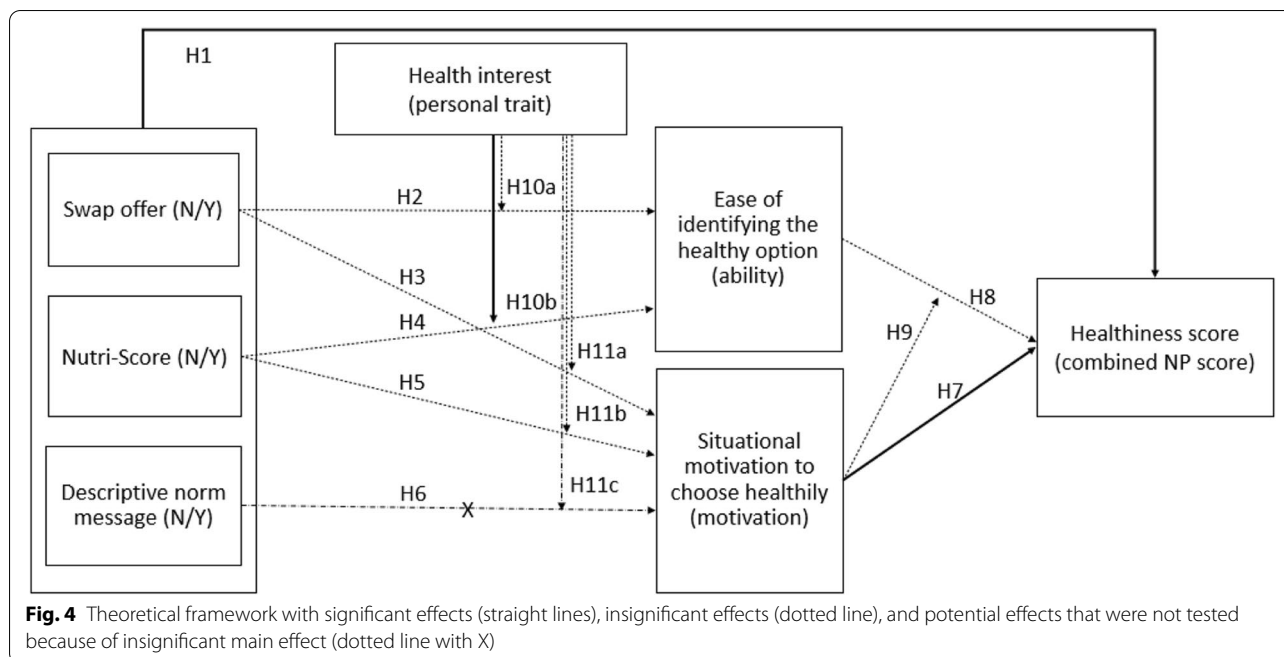 H1
Health interest
(personal trait)
Swap offer (N/Y)
H2
H10a
Ease of
identifying the
healthy option
(ability)
H3
H10b
H8
Nutri-Score (N/Y)
H4
H9
Healthiness score
(combined NP score)
H5
H11a
H7
H11b
Situational
motivation to
choose healthily
(motivation)
Descriptive norm
message (N/Y)
H6
X
H11c
Fig. 4 Theoretical framework with significant effects (straight lines), insignificant effects (dotted line), and potential effects that were not tested
because of insignificant main effect (dotted line with X)